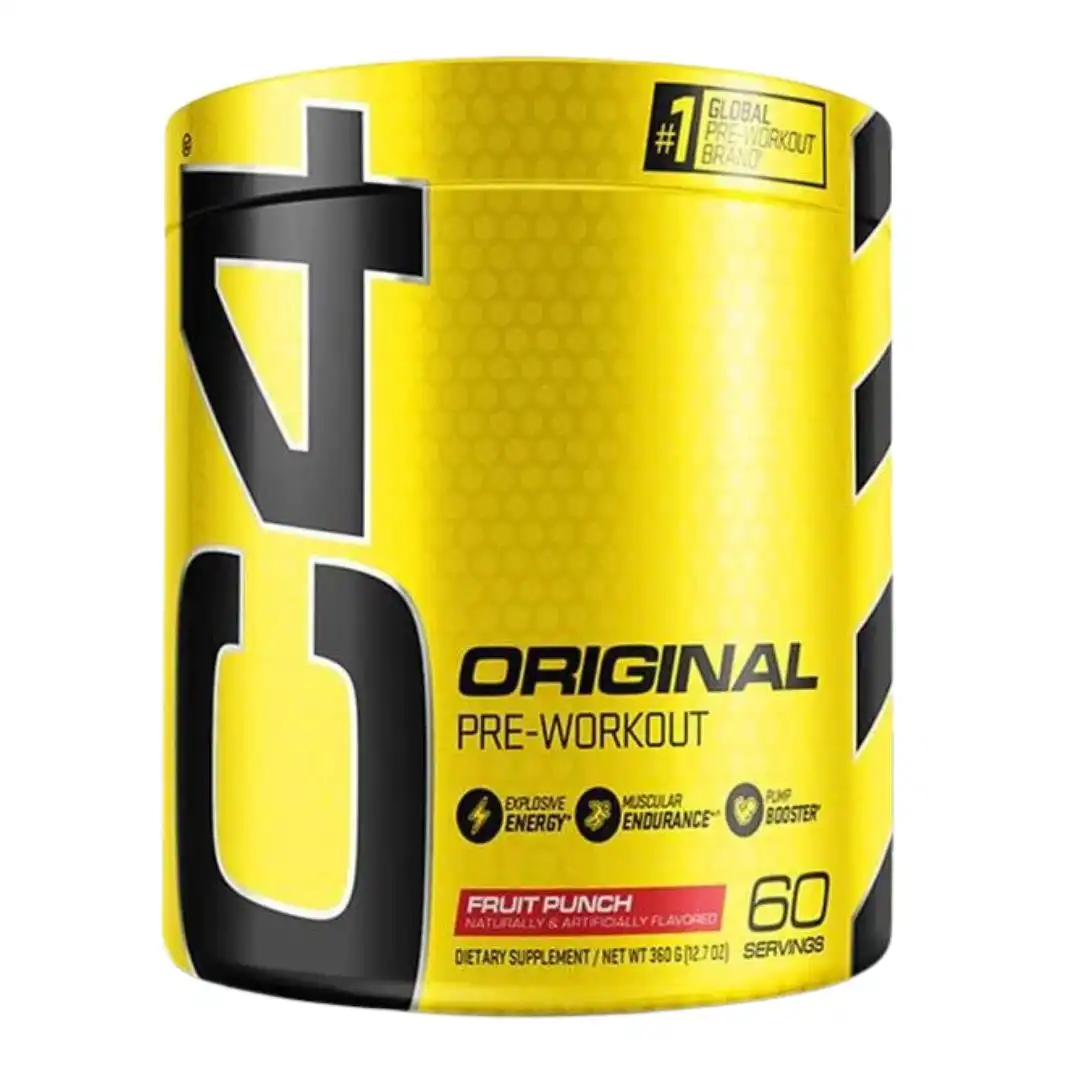 C4
#1
GLOBAL
PRE-WORKOUT
BRAND
ORIGINAL
PRE-WORKOUT
EXPLOSIVE
ENERGY*
MUSCULAR
ENDURANCE
PUMP
BOOSTER*
FRUIT PUNCH
NATURALLY & ARTIFICIALLY FLAVORED
60
SERVINGS
DIETARY SUPPLEMENT / NET WT 360 G (12.7 OZ)